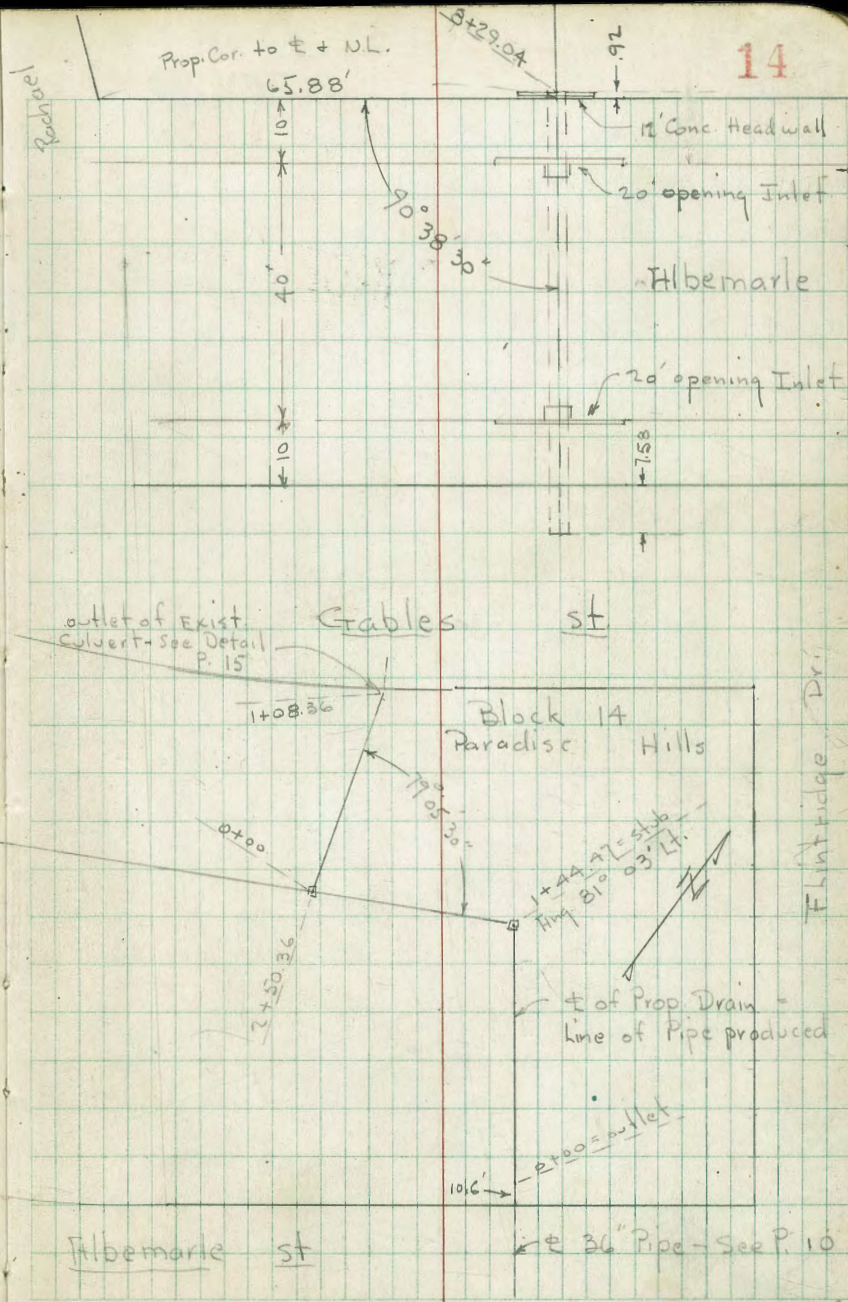 14
Rachael
Prop. Cor. to ℄ & N.L.
65.88'
8+29.04
.92
12' Conc. Headwall
10
20' opening Inlet
90° 38' 30"
Albemarle
40'
20' opening Inlet
10
7.58
outlet of Exist.
Culvert - See Detail
P. 15
Gables st.
1+08.36
Block 14
Paradise Hills
Flintridge Dr.
79° 05' 30"
0+00
1+44.47 = stub
Ang 81° 03' Lt.
2+50.36
℄ of Prop. Drain =
Line of Pipe produced
0+00 = outlet
10.6'
Albemarle st
℄ 36" Pipe - See P. 10